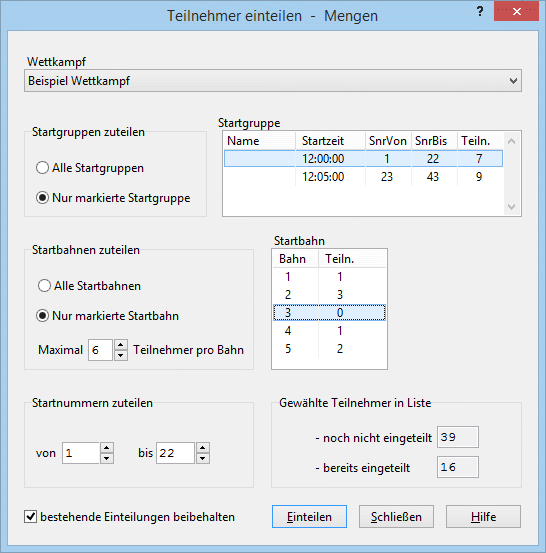 Teilnehmer einteilen - Mengen
?
Wettkampf
Beispiel Wettkampf
Startgruppen zuteilen
Alle Startgruppen
Nur markierte Startgruppe
Startgruppe
Name Startzeit SnrVon SnrBis Teiln.
12:00:00 1 22 7
12:05:00 23 43 9
Startbahnen zuteilen
Alle Startbahnen
Nur markierte Startbahn
Maximal 6 Teilnehmer pro Bahn
Startbahn
Bahn Teiln.
1 1
2 3
3 0
4 1
5 2
Startnummern zuteilen
von 1 bis 22
Gewählte Teilnehmer in Liste
- noch nicht eingeteilt 39
- bereits eingeteilt 16
bestehende Einteilungen beibehalten
Einteilen Schließen Hilfe